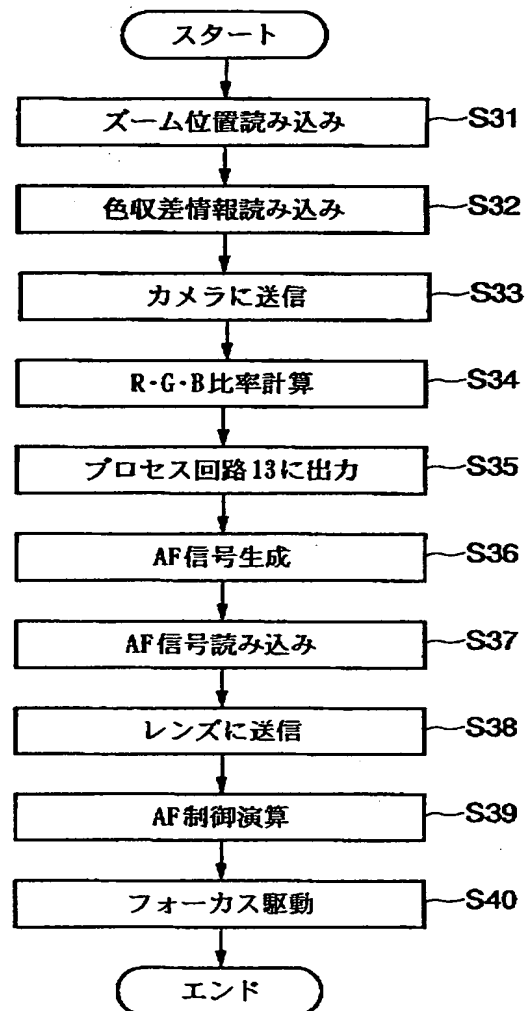 スタート
ズーム位置読み込み S31
色収差情報読み込み S32
カメラに送信 S33
R・G・B比率計算 S34
プロセス回路13に出力 S35
AF信号生成 S36
AF信号読み込み S37
レンズに送信 S38
AF制御演算 S39
フォーカス駆動 S40
エンド